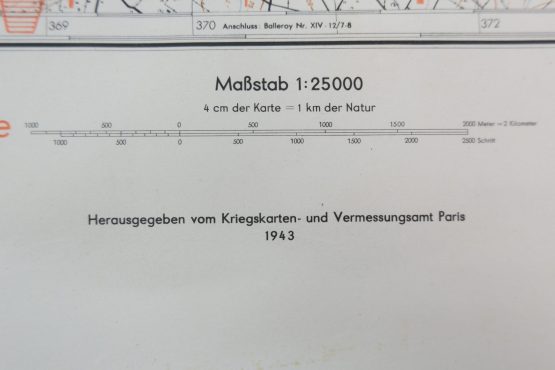 369 370 Anschluss: Balleroy Nr. XIV-12/7-8 372
Maßstab 1:25000
4 cm der Karte = 1 km der Natur
e
1000 500 0 500 1000 1500 2000 Meter = 2 Kilometer
1000 500 0 500 1000 1500 2000 2500 Schritt
Herausgegeben vom Kriegskarten- und Vermessungsamt Paris
1943